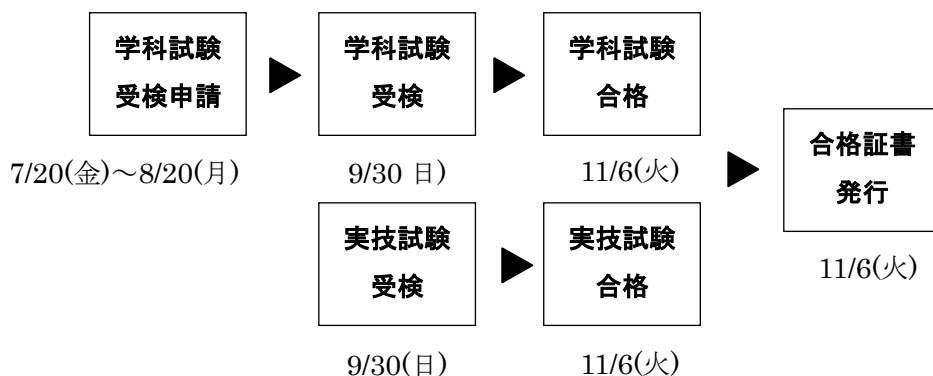 学科試験
受検申請
7/20(金)～8/20(月)
学科試験
受検
9/30 日)
学科試験
合格
11/6(火)
実技試験
受検
9/30(日)
実技試験
合格
11/6(火)
合格証書
発行
11/6(火)